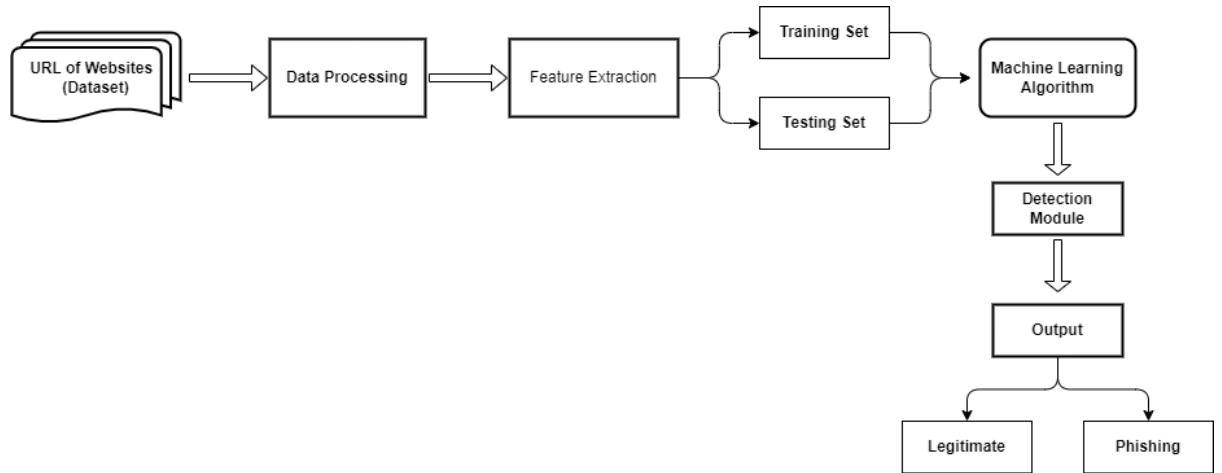 URL of Websites
(Dataset)
Data Processing
Feature Extraction
Training Set
Testing Set
Machine Learning
Algorithm
Detection
Module
Output
Legitimate
Phishing